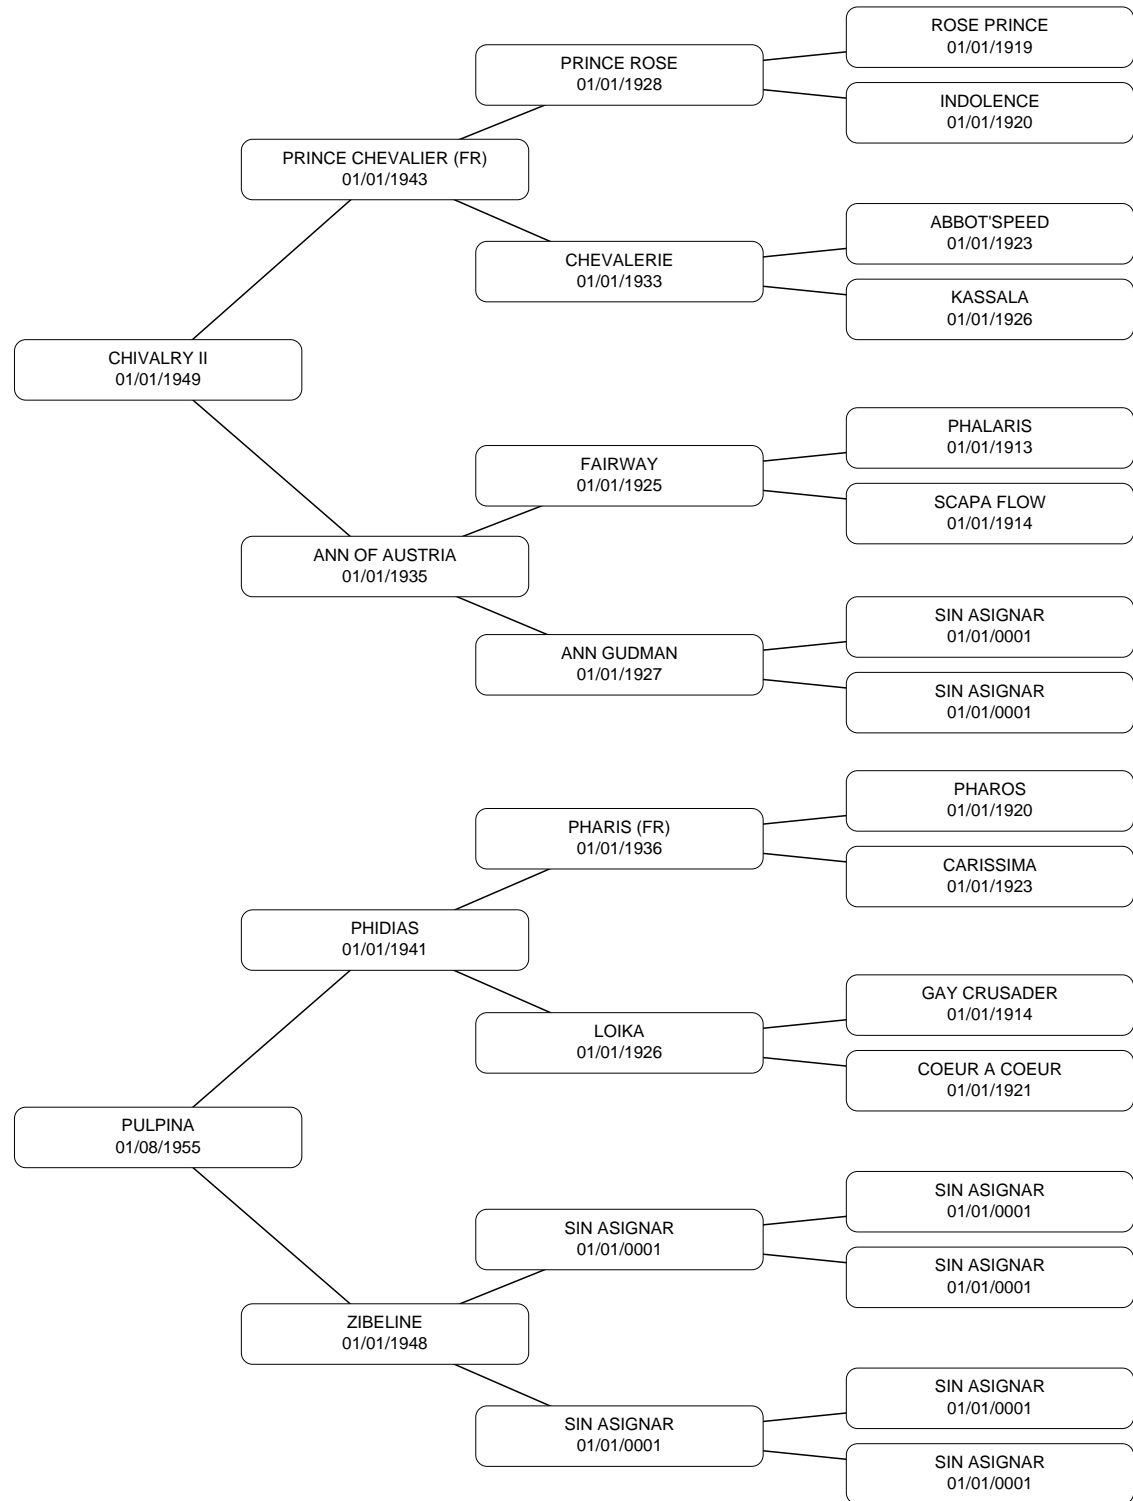 ROSE PRINCE
01/01/1919
PRINCE ROSE
01/01/1928
INDOLENCE
01/01/1920
PRINCE CHEVALIER (FR)
01/01/1943
ABBOT'SPEED
01/01/1923
CHEVALERIE
01/01/1933
KASSALA
01/01/1926
CHIVALRY II
01/01/1949
PHALARIS
01/01/1913
FAIRWAY
01/01/1925
SCAPA FLOW
01/01/1914
ANN OF AUSTRIA
01/01/1935
SIN ASIGNAR
01/01/0001
ANN GUDMAN
01/01/1927
SIN ASIGNAR
01/01/0001
PHAROS
01/01/1920
PHARIS (FR)
01/01/1936
CARISSIMA
01/01/1923
PHIDIAS
01/01/1941
GAY CRUSADER
01/01/1914
LOIKA
01/01/1926
COEUR A COEUR
01/01/1921
PULPINA
01/08/1955
SIN ASIGNAR
01/01/0001
SIN ASIGNAR
01/01/0001
SIN ASIGNAR
01/01/0001
ZIBELINE
01/01/1948
SIN ASIGNAR
01/01/0001
SIN ASIGNAR
01/01/0001
SIN ASIGNAR
01/01/0001